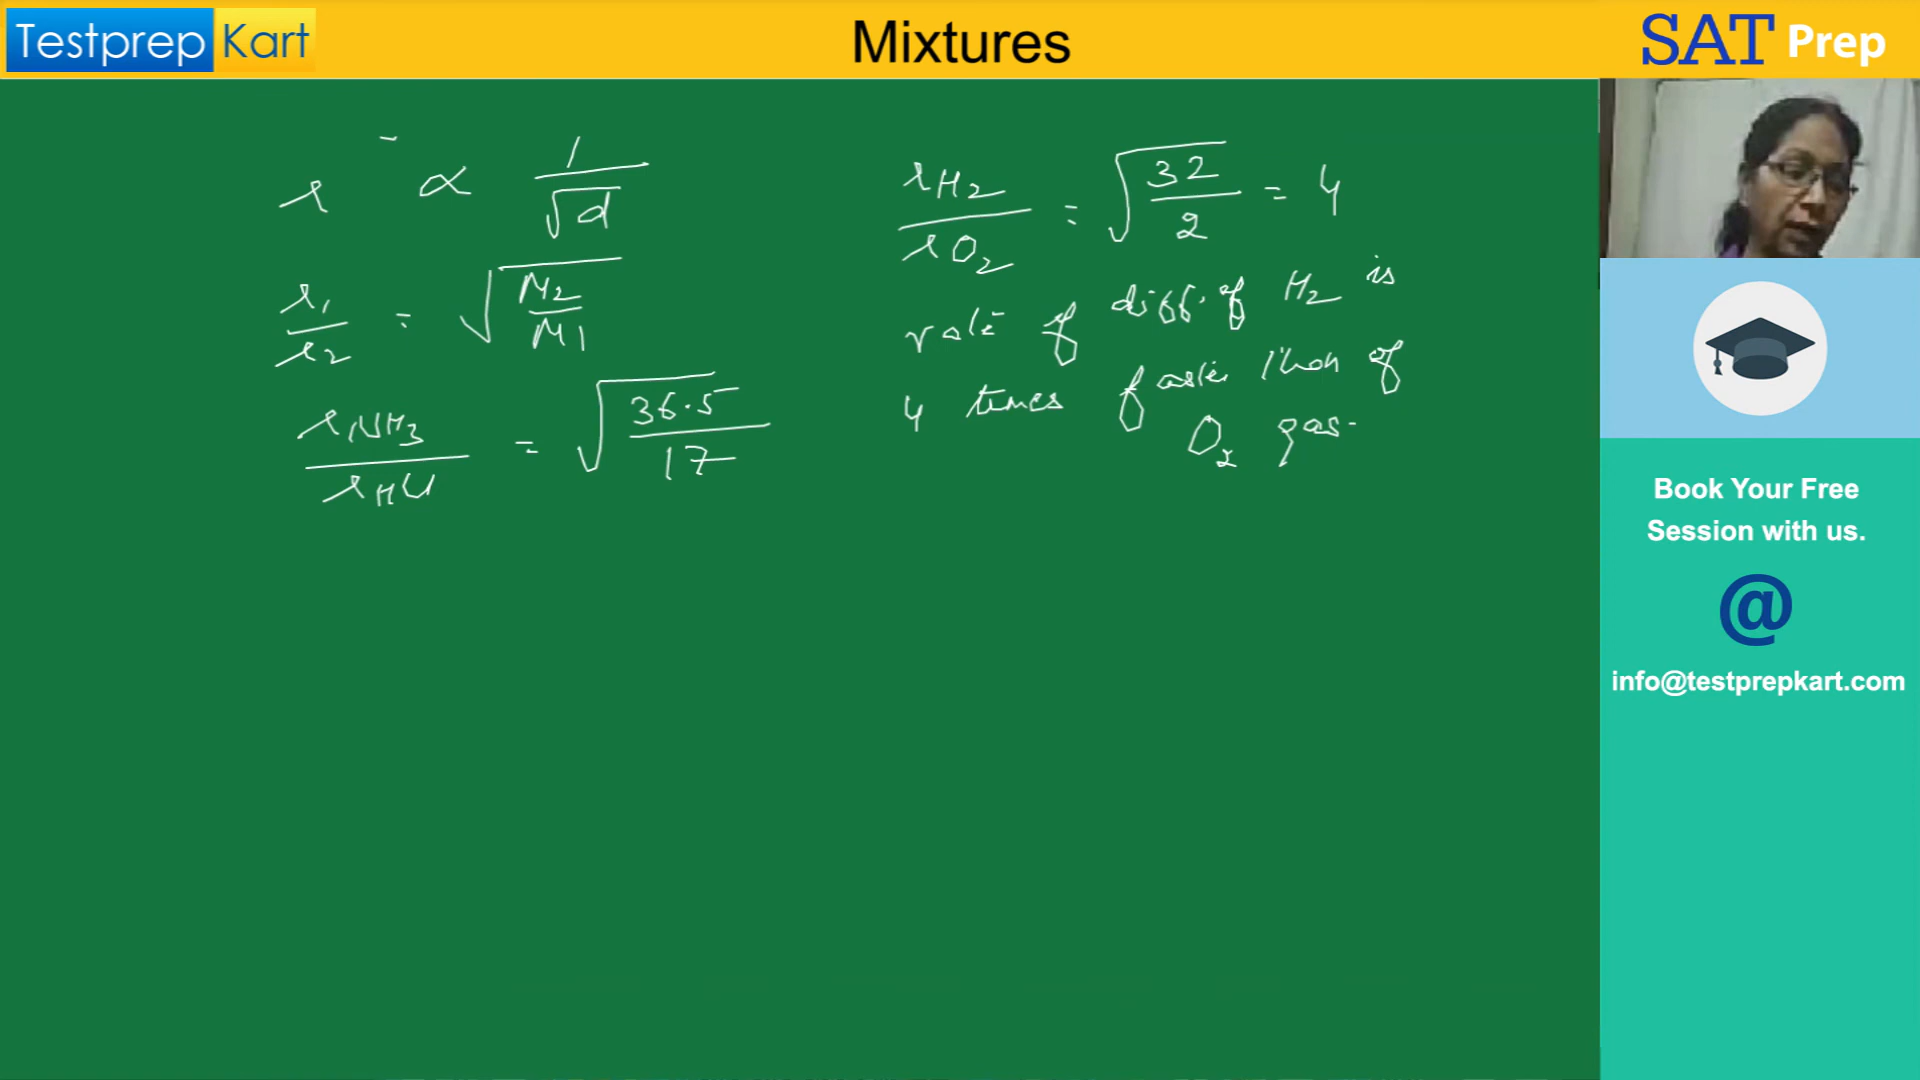 Testprep Kart
Mixtures
SAT Prep
r ∝ 1/√d
r1/r2 = √(M2/M1)
rNH3/rHCl = √(36.5/17)
rH2/rO2 = √(32/2) = 4
rate of diff. of H2 is
4 times faster than of
O2 gas.
Book Your Free
Session with us.
@
info@testprepkart.com